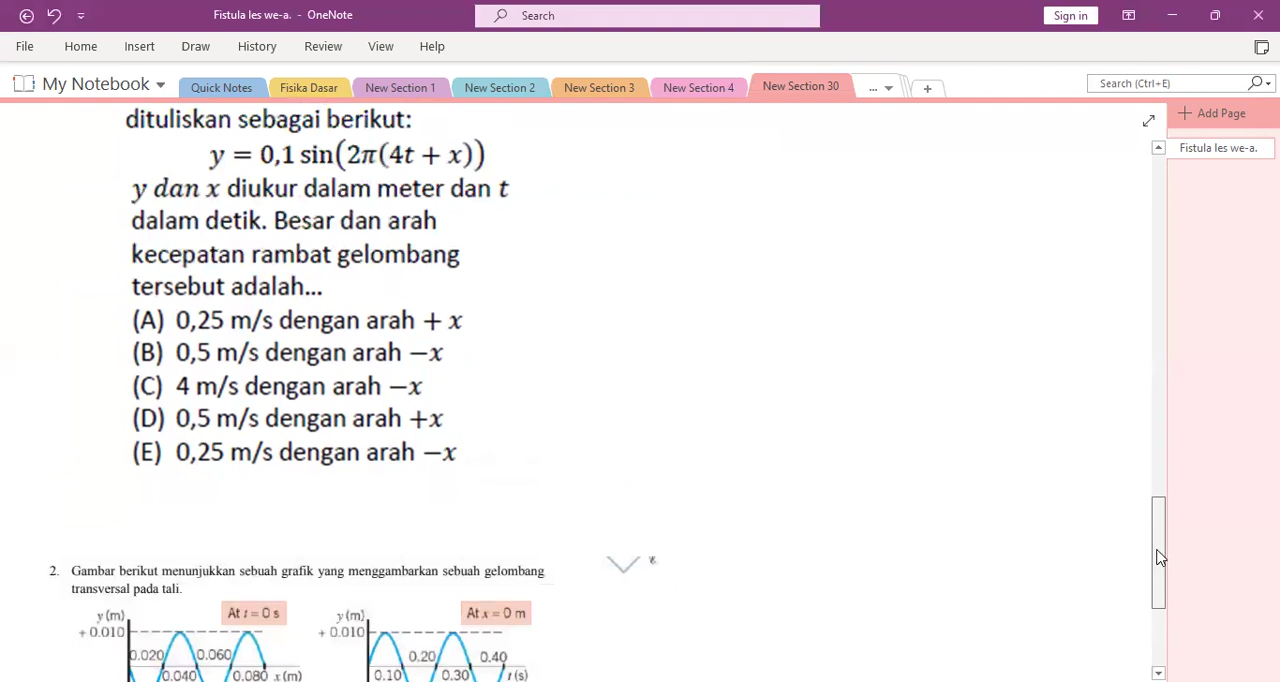 Fistula les we-a. - OneNote
Search
Sign in
File Home Insert Draw History Review View Help
My Notebook
Quick Notes
Fisika Dasar
New Section 1
New Section 2
New Section 3
New Section 4
New Section 30
...
+
Search (Ctrl+E)
Add Page
Fistula les we-a.
dituliskan sebagai berikut:
y = 0,1 sin(2π(4t + x))
y dan x diukur dalam meter dan t
dalam detik. Besar dan arah
kecepatan rambat gelombang
tersebut adalah...
(A) 0,25 m/s dengan arah + x
(B) 0,5 m/s dengan arah −x
(C) 4 m/s dengan arah −x
(D) 0,5 m/s dengan arah +x
(E) 0,25 m/s dengan arah −x
2. Gambar berikut menunjukkan sebuah grafik yang menggambarkan sebuah gelombang
transversal pada tali.
y (m)
At t = 0 s
+ 0.010
0.020
0.060
0.040
0.080
x (m)
y (m)
At x = 0 m
+ 0.010
0.20
0.40
0.10
0.30
t (s)